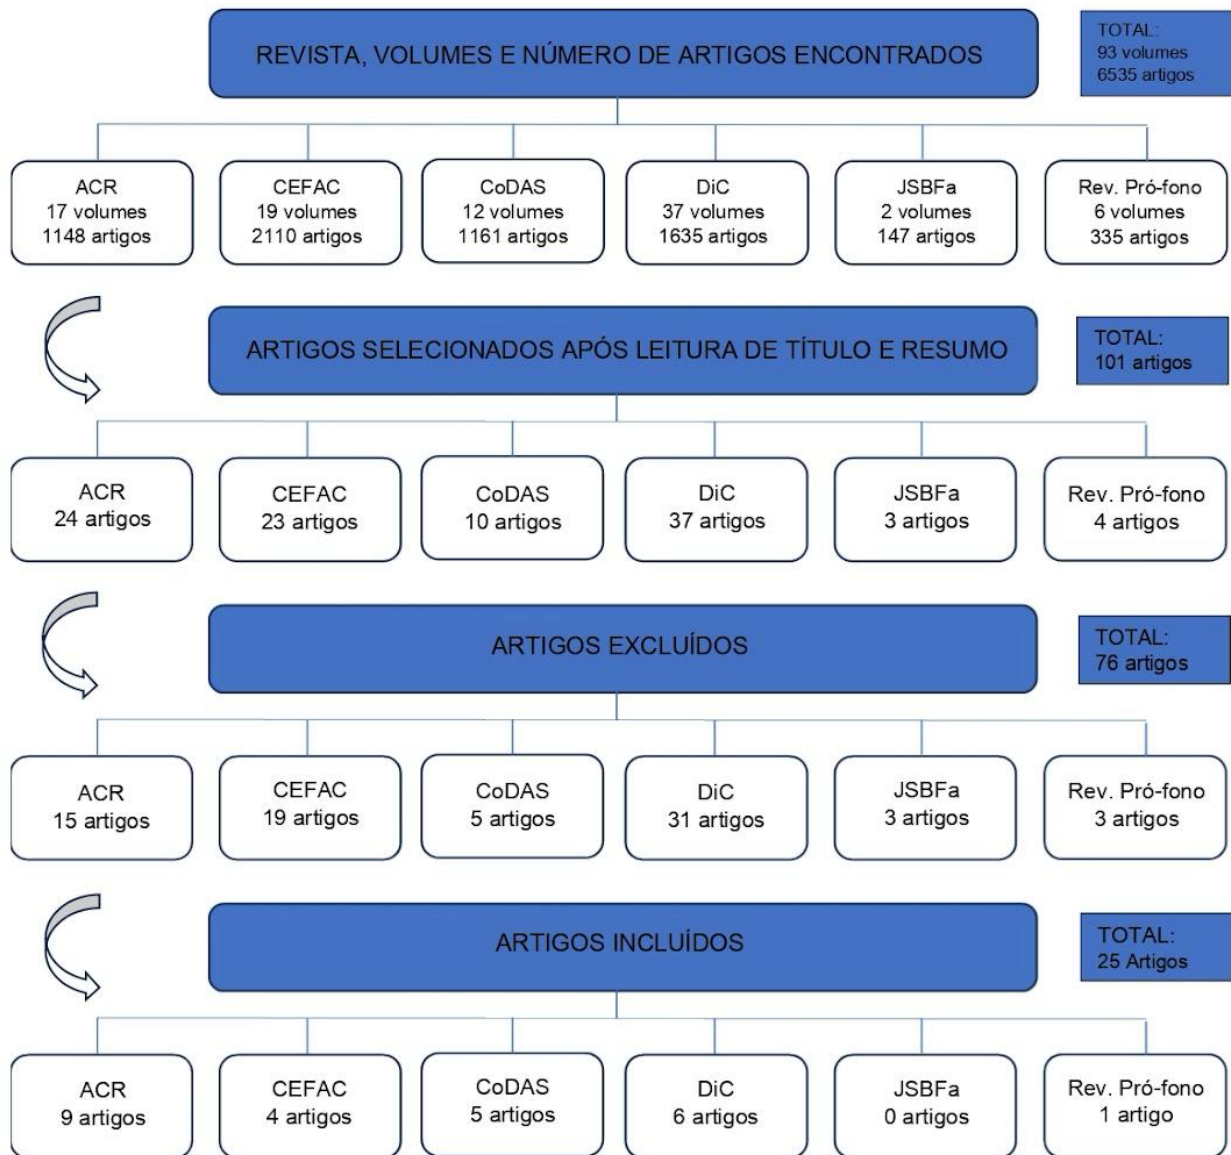 REVISTA, VOLUMES E NÚMERO DE ARTIGOS ENCONTRADOS
TOTAL:
93 volumes
6535 artigos
ACR
17 volumes
1148 artigos
CEFAC
19 volumes
2110 artigos
CoDAS
12 volumes
1161 artigos
DiC
37 volumes
1635 artigos
JSBFa
2 volumes
147 artigos
Rev. Pró-fono
6 volumes
335 artigos
ARTIGOS SELECIONADOS APÓS LEITURA DE TÍTULO E RESUMO
TOTAL:
101 artigos
ACR
24 artigos
CEFAC
23 artigos
CoDAS
10 artigos
DiC
37 artigos
JSBFa
3 artigos
Rev. Pró-fono
4 artigos
ARTIGOS EXCLUÍDOS
TOTAL:
76 artigos
ACR
15 artigos
CEFAC
19 artigos
CoDAS
5 artigos
DiC
31 artigos
JSBFa
3 artigos
Rev. Pró-fono
3 artigos
ARTIGOS INCLUÍDOS
TOTAL:
25 Artigos
ACR
9 artigos
CEFAC
4 artigos
CoDAS
5 artigos
DiC
6 artigos
JSBFa
0 artigos
Rev. Pró-fono
1 artigo